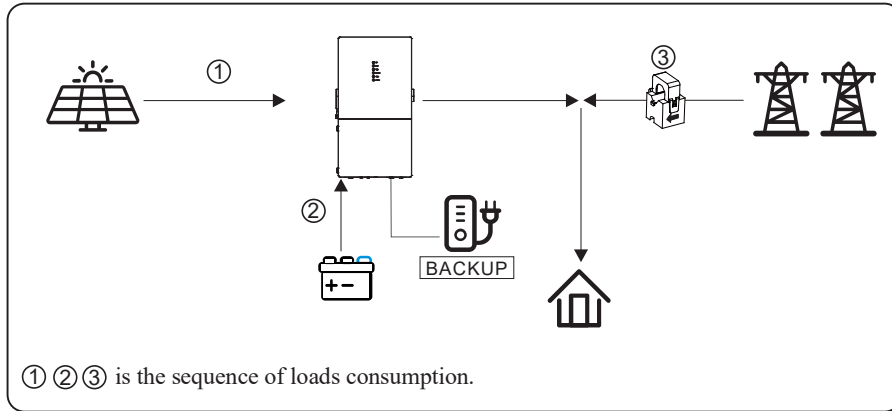 ①
③
②
+ -
BACKUP
① ② ③ is the sequence of loads consumption.